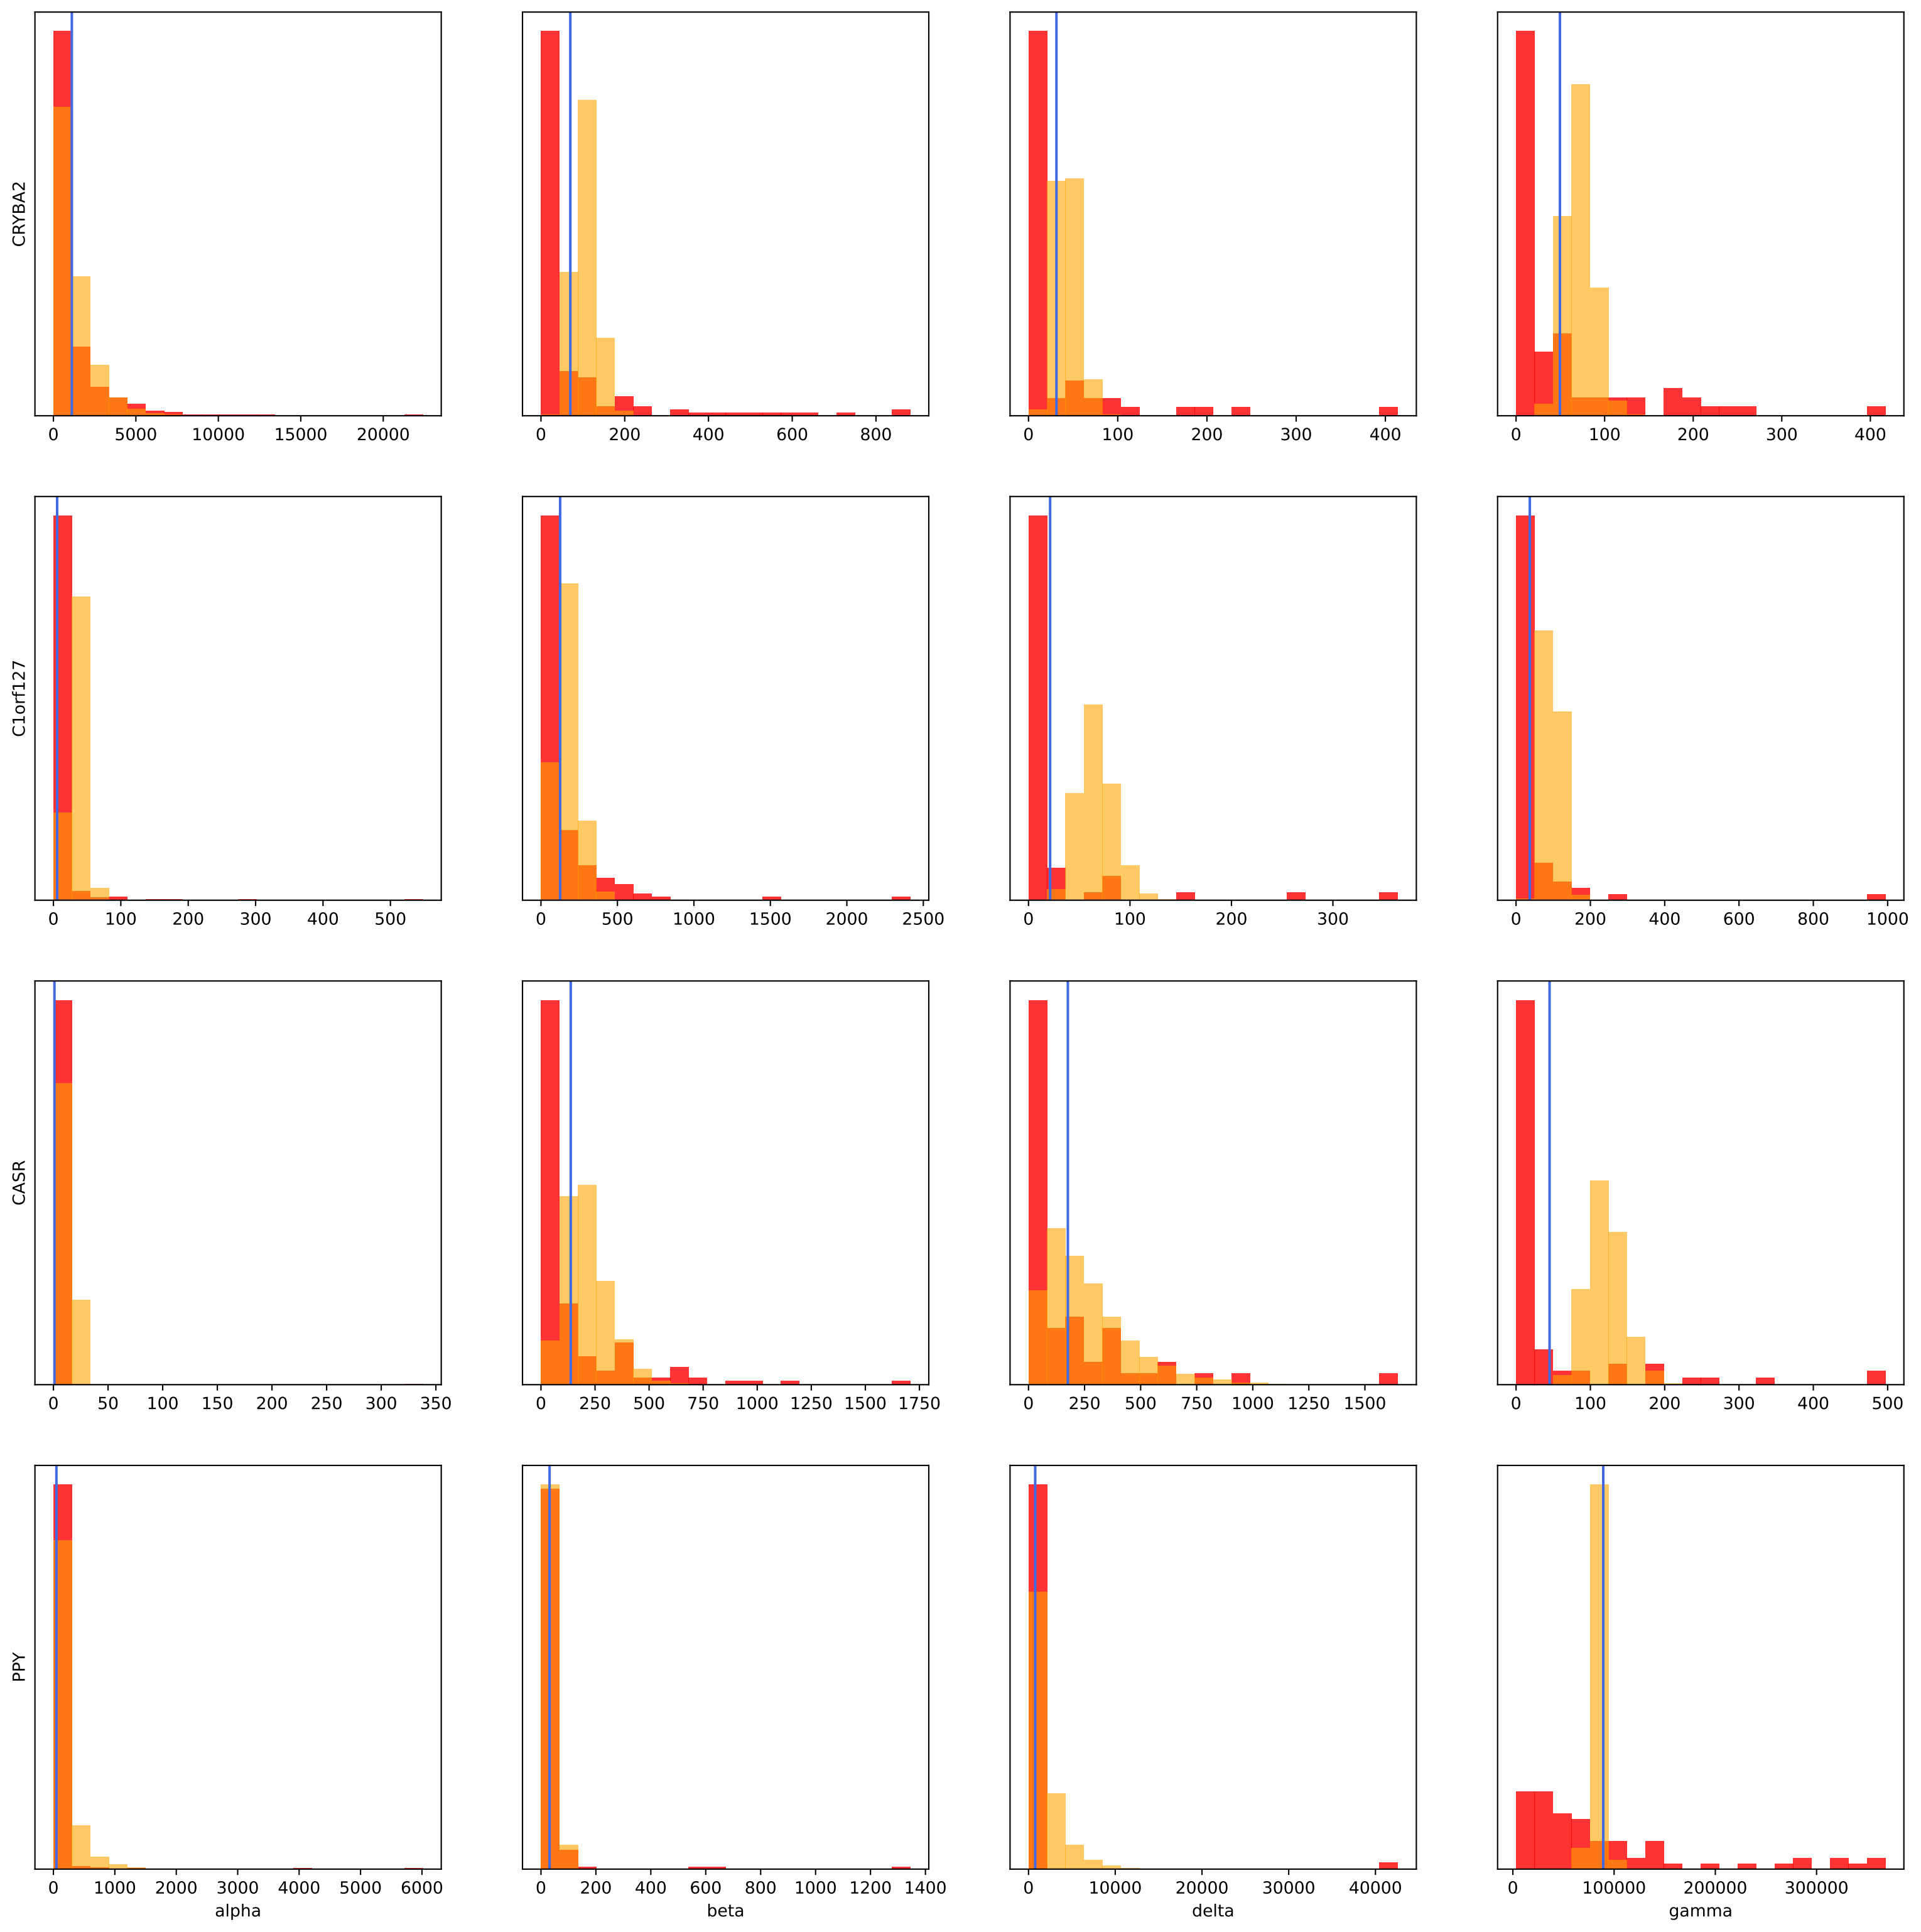 CRYBA2
0 5000 10000 15000 20000
0 200 400 600 800
0 100 200 300 400
0 100 200 300 400
C1orf127
0 100 200 300 400 500
0 500 1000 1500 2000 2500
0 100 200 300
0 200 400 600 800 1000
CASR
0 50 100 150 200 250 300 350
0 250 500 750 1000 1250 1500 1750
0 250 500 750 1000 1250 1500
0 100 200 300 400 500
PPY
0 1000 2000 3000 4000 5000 6000
0 200 400 600 800 1000 1200 1400
0 10000 20000 30000 40000
0 100000 200000 300000
alpha
beta
delta
gamma